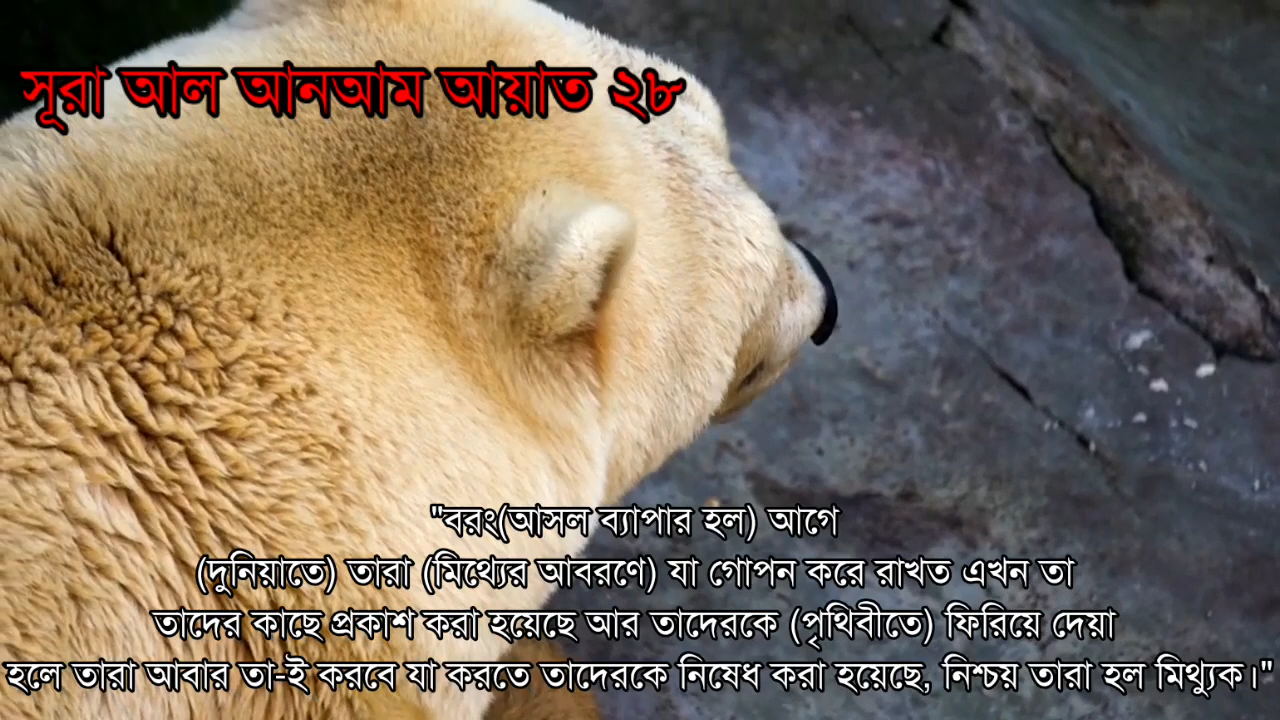 সূরা আল আনআম আয়াত ২৮
"বরং(আসল ব্যাপার হল) আগে
(দুনিয়াতে) তারা (মিথ্যের আবরণে) যা গোপন করে রাখত এখন তা
তাদের কাছে প্রকাশ করা হয়েছে আর তাদেরকে (পৃথিবীতে) ফিরিয়ে দেয়া
হলে তারা আবার তা-ই করবে যা করতে তাদেরকে নিষেধ করা হয়েছে, নিশ্চয় তারা হল মিথ্যুক।"